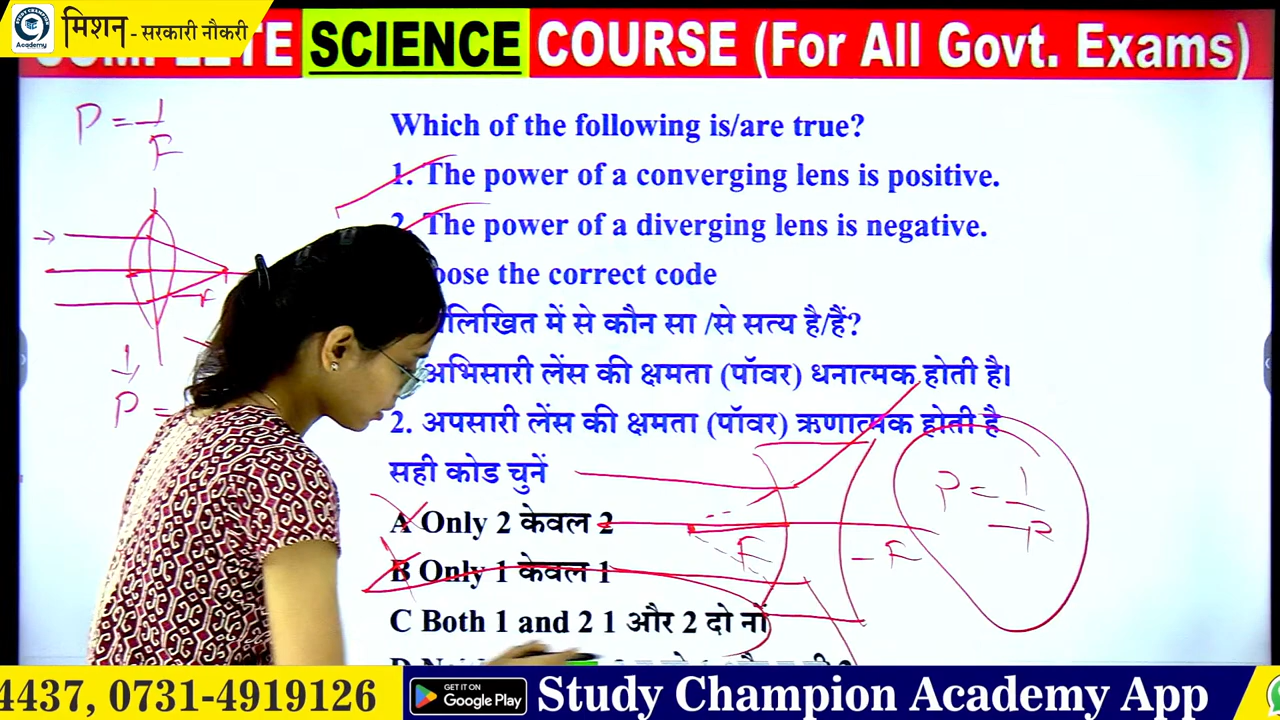 STUDY CHAMPION
Academy
मिशन - सरकारी नौकरी
COMPLETE SCIENCE COURSE (For All Govt. Exams)
P = 1/F
Which of the following is/are true?
1. The power of a converging lens is positive.
2. The power of a diverging lens is negative.
oose the correct code
लिखित में से कौन सा /से सत्य है/हैं?
अभिसारी लेंस की क्षमता (पॉवर) धनात्मक होती है।
2. अपसारी लेंस की क्षमता (पॉवर) ऋणात्मक होती है
सही कोड चुनें
A Only 2 केवल 2
B Only 1 केवल 1
C Both 1 and 2 1 और 2 दो नों
F
P =
F
- F
P = 1/-F
4437, 0731-4919126
GET IT ON
Google Play
Study Champion Academy App